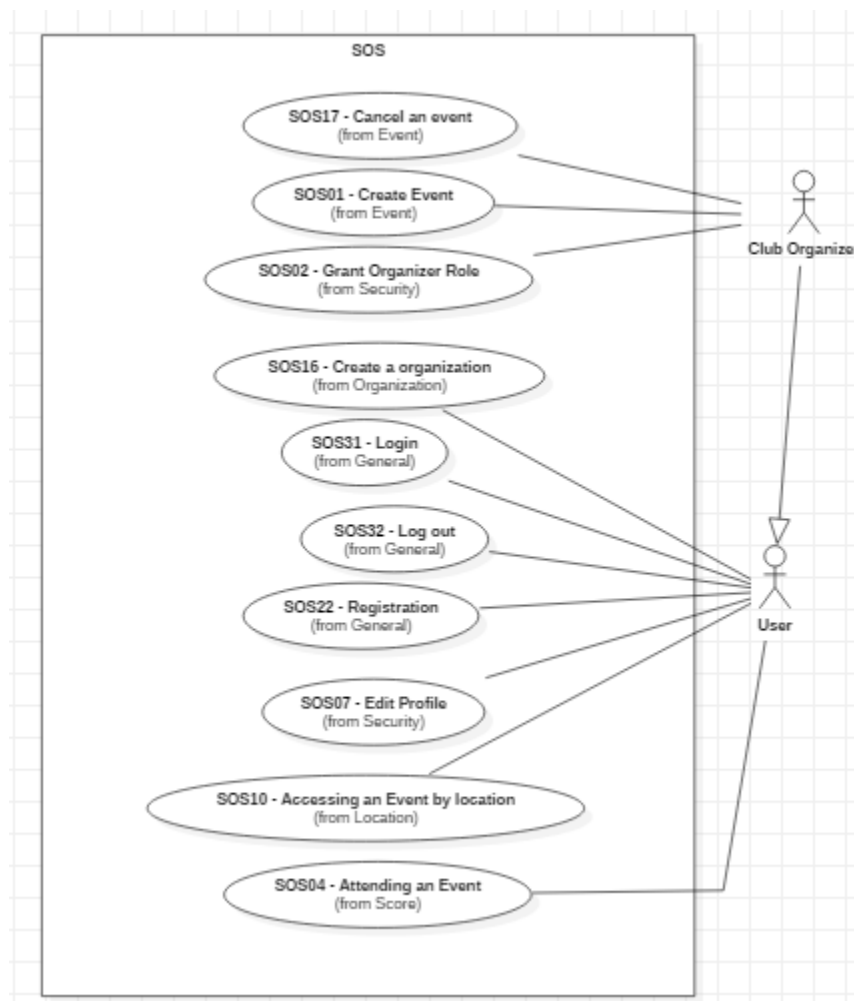 SOS
SOS17 - Cancel an event
(from Event)
SOS01 - Create Event
(from Event)
Club Organize
SOS02 - Grant Organizer Role
(from Security)
SOS16 - Create a organization
(from Organization)
SOS31 - Login
(from General)
SOS32 - Log out
(from General)
SOS22 - Registration
(from General)
User
SOS07 - Edit Profile
(from Security)
SOS10 - Accessing an Event by location
(from Location)
SOS04 - Attending an Event
(from Score)